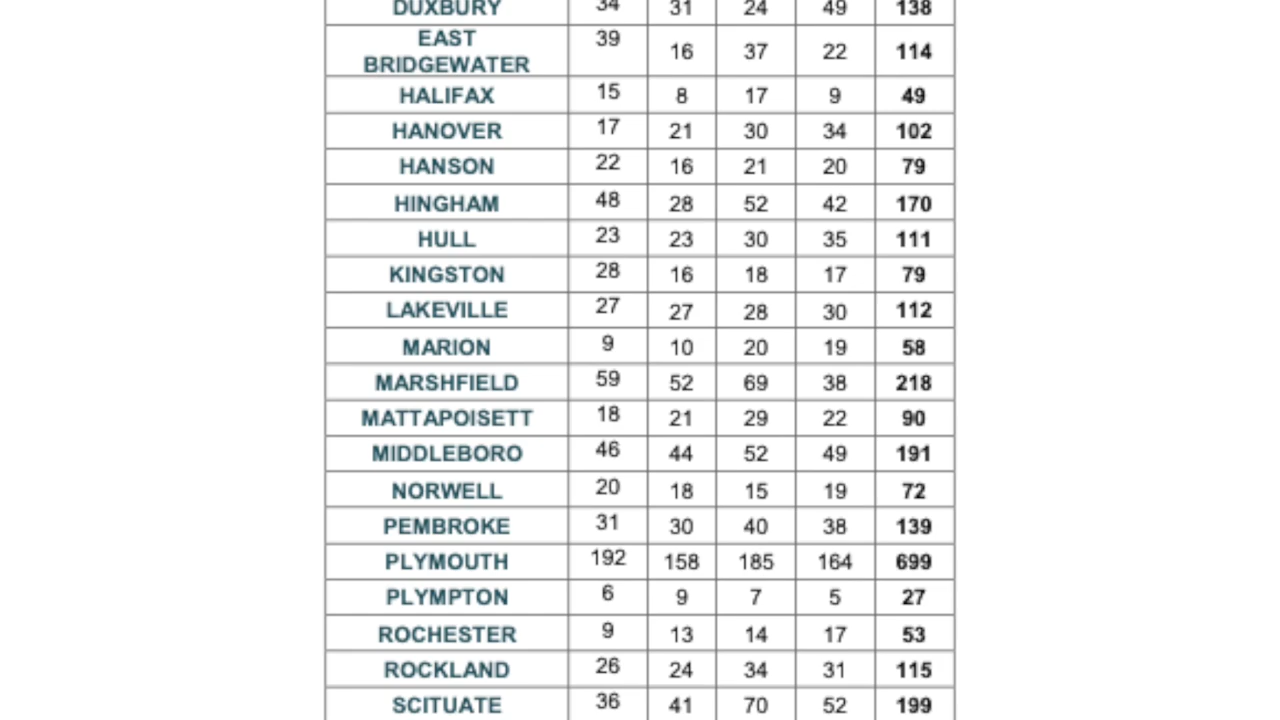 DUXBURY 34 31 24 49 138
EAST
BRIDGEWATER 39 16 37 22 114
HALIFAX 15 8 17 9 49
HANOVER 17 21 30 34 102
HANSON 22 16 21 20 79
HINGHAM 48 28 52 42 170
HULL 23 23 30 35 111
KINGSTON 28 16 18 17 79
LAKEVILLE 27 27 28 30 112
MARION 9 10 20 19 58
MARSHFIELD 59 52 69 38 218
MATTAPOISETT 18 21 29 22 90
MIDDLEBORO 46 44 52 49 191
NORWELL 20 18 15 19 72
PEMBROKE 31 30 40 38 139
PLYMOUTH 192 158 185 164 699
PLYMPTON 6 9 7 5 27
ROCHESTER 9 13 14 17 53
ROCKLAND 26 24 34 31 115
SCITUATE 36 41 70 52 199